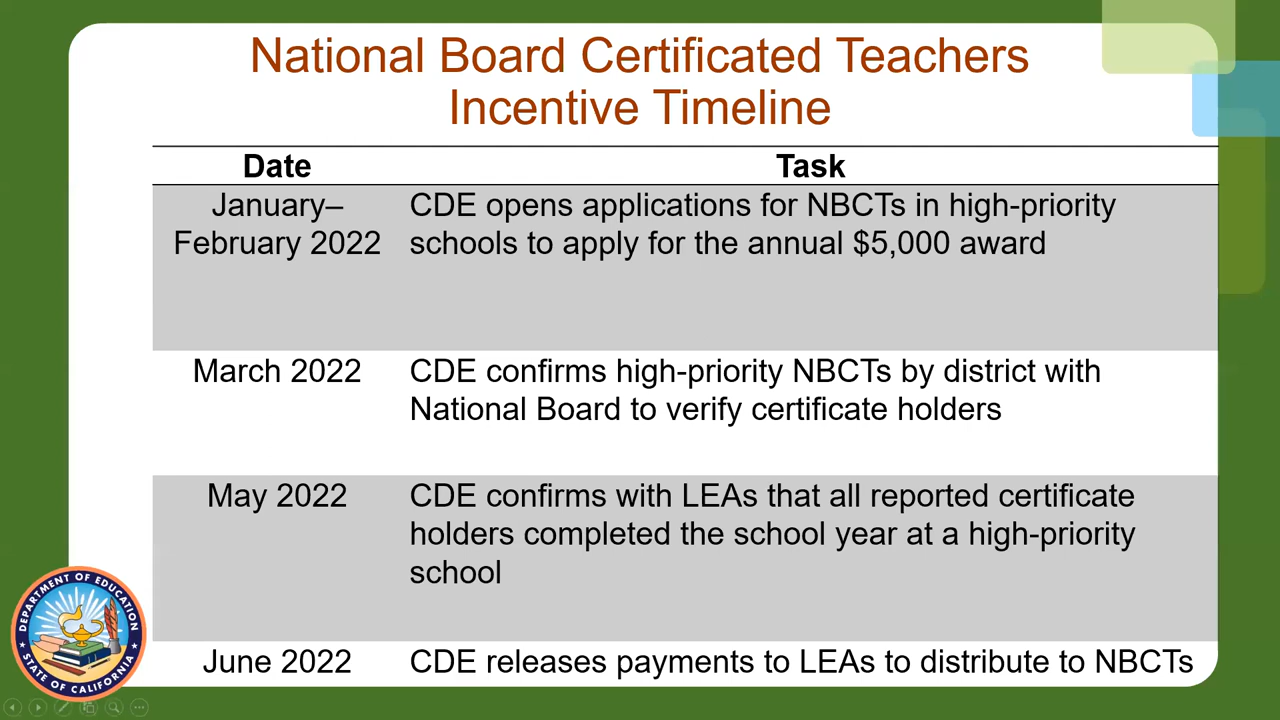 National Board Certificated Teachers
Incentive Timeline
Date Task
January–
February 2022
CDE opens applications for NBCTs in high-priority
schools to apply for the annual $5,000 award
March 2022
CDE confirms high-priority NBCTs by district with
National Board to verify certificate holders
May 2022
CDE confirms with LEAs that all reported certificate
holders completed the school year at a high-priority
school
June 2022
CDE releases payments to LEAs to distribute to NBCTs
DEPARTMENT OF EDUCATION
STATE OF CALIFORNIA